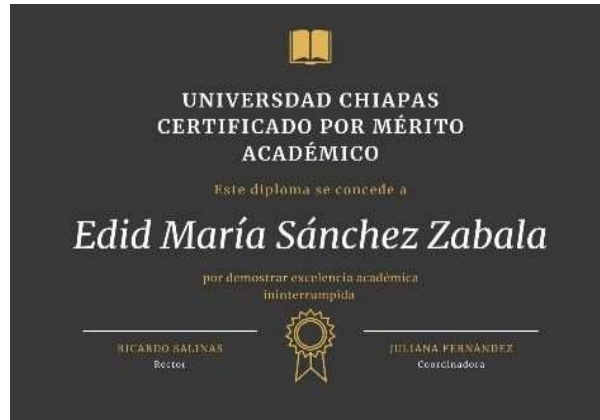 UNIVERSDAD CHIAPAS
CERTIFICADO POR MÉRITO
ACADÉMICO
Este diploma se concede a
Edid María Sánchez Zabala
por demostrar excelencia académica
ininterrumpida
RICARDO SALINAS
Rector
JULIANA FERNÁNDEZ
Coordinadora